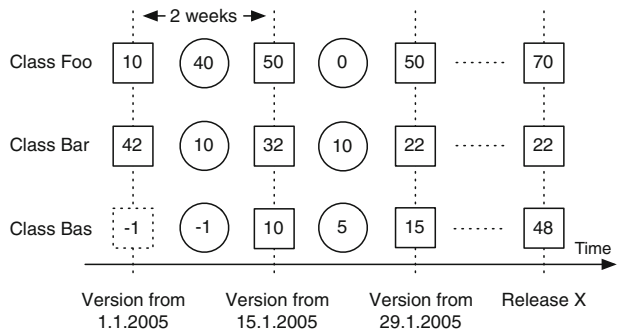 2 weeks
Class Foo 10 40 50 0 50 70
Class Bar 42 10 32 10 22 22
Class Bas -1 -1 10 5 15 48
Time
Version from 1.1.2005
Version from 15.1.2005
Version from 29.1.2005
Release X